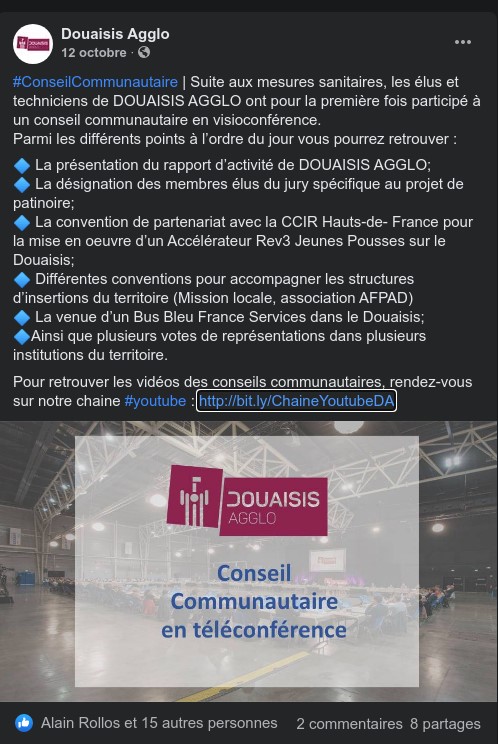 Douaisis Agglo
12 octobre ·
#ConseilCommunautaire | Suite aux mesures sanitaires, les élus et
techniciens de DOUAISIS AGGLO ont pour la première fois participé à
un conseil communautaire en visioconférence.
Parmi les différents points à l'ordre du jour vous pourrez retrouver :
La présentation du rapport d'activité de DOUAISIS AGGLO;
La désignation des membres élus du jury spécifique au projet de
patinoire;
La convention de partenariat avec la CCIR Hauts-de- France pour
la mise en oeuvre d'un Accélérateur Rev3 Jeunes Pousses sur le
Douaisis;
Différentes conventions pour accompagner les structures
d'insertions du territoire (Mission locale, association AFPAD)
La venue d'un Bus Bleu France Services dans le Douaisis;
Ainsi que plusieurs votes de représentations dans plusieurs
institutions du territoire.
Pour retrouver les vidéos des conseils communautaires, rendez-vous
sur notre chaine #youtube : http://bit.ly/ChaineYoutubeDA
DOUAISIS
AGGLO
Conseil
Communautaire
en téléconférence
Alain Rollos et 15 autres personnes 2 commentaires 8 partages